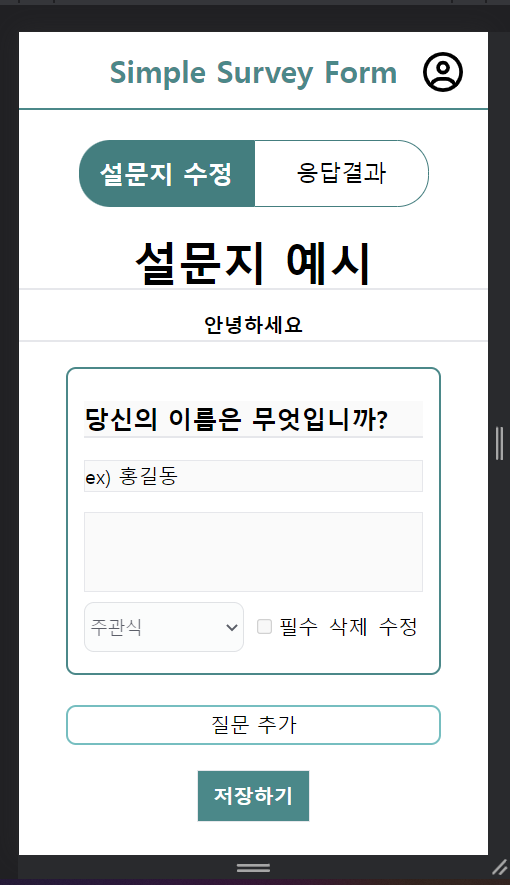 Simple Survey Form
설문지 수정 응답결과
설문지 예시
안녕하세요
당신의 이름은 무엇입니까?
ex) 홍길동
주관식 필수 삭제 수정
질문 추가
저장하기